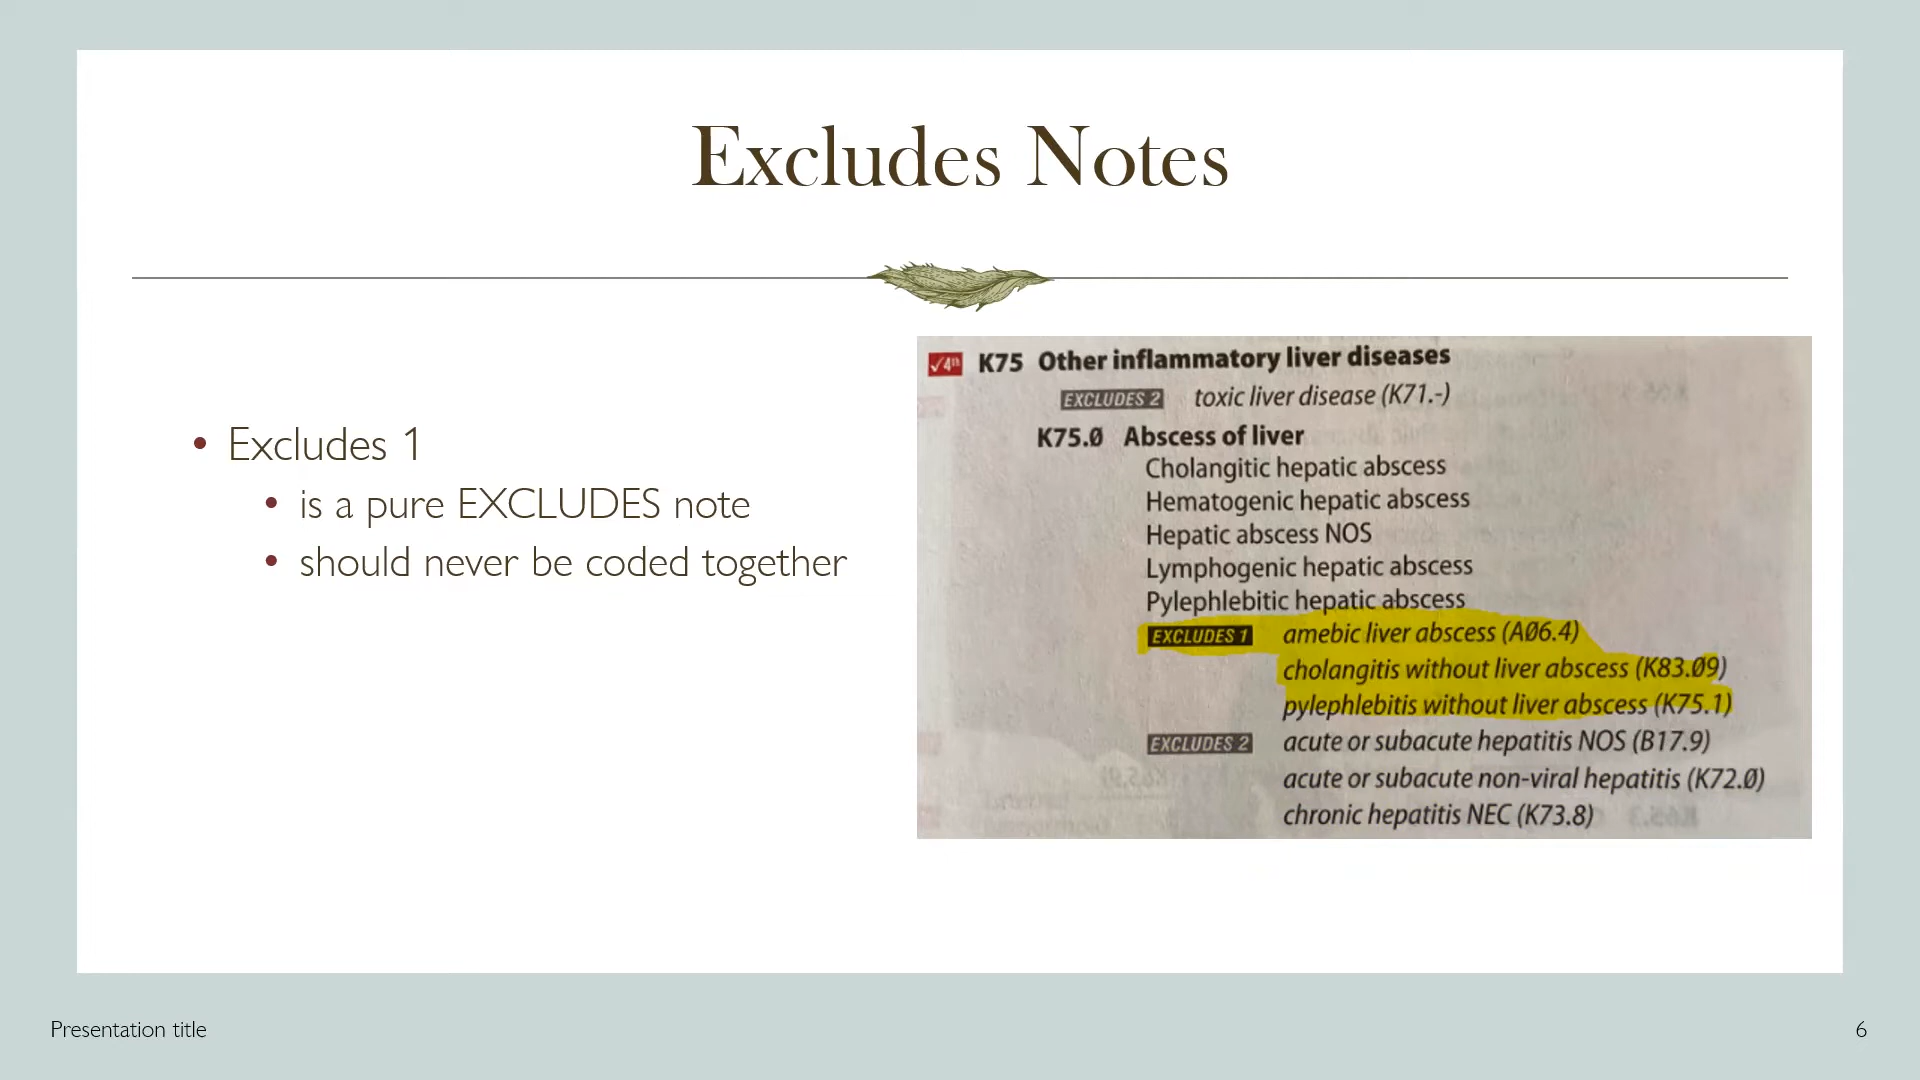 Excludes Notes
• Excludes 1
• is a pure EXCLUDES note
• should never be coded together
✓4th K75 Other inflammatory liver diseases
EXCLUDES 2 toxic liver disease (K71.-)
K75.Ø Abscess of liver
Cholangitic hepatic abscess
Hematogenic hepatic abscess
Hepatic abscess NOS
Lymphogenic hepatic abscess
Pylephlebitic hepatic abscess
EXCLUDES 1 amebic liver abscess (AØ6.4)
cholangitis without liver abscess (K83.Ø9)
pylephlebitis without liver abscess (K75.1)
EXCLUDES 2 acute or subacute hepatitis NOS (B17.9)
acute or subacute non-viral hepatitis (K72.Ø)
chronic hepatitis NEC (K73.8)
Presentation title
6